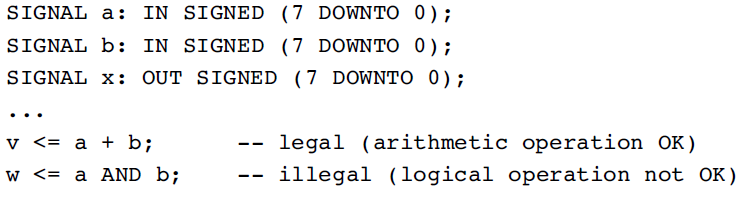 SIGNAL a: IN SIGNED (7 DOWNTO 0);
SIGNAL b: IN SIGNED (7 DOWNTO 0);
SIGNAL x: OUT SIGNED (7 DOWNTO 0);
...
v <= a + b;     -- legal (arithmetic operation OK)
w <= a AND b;   -- illegal (logical operation not OK)